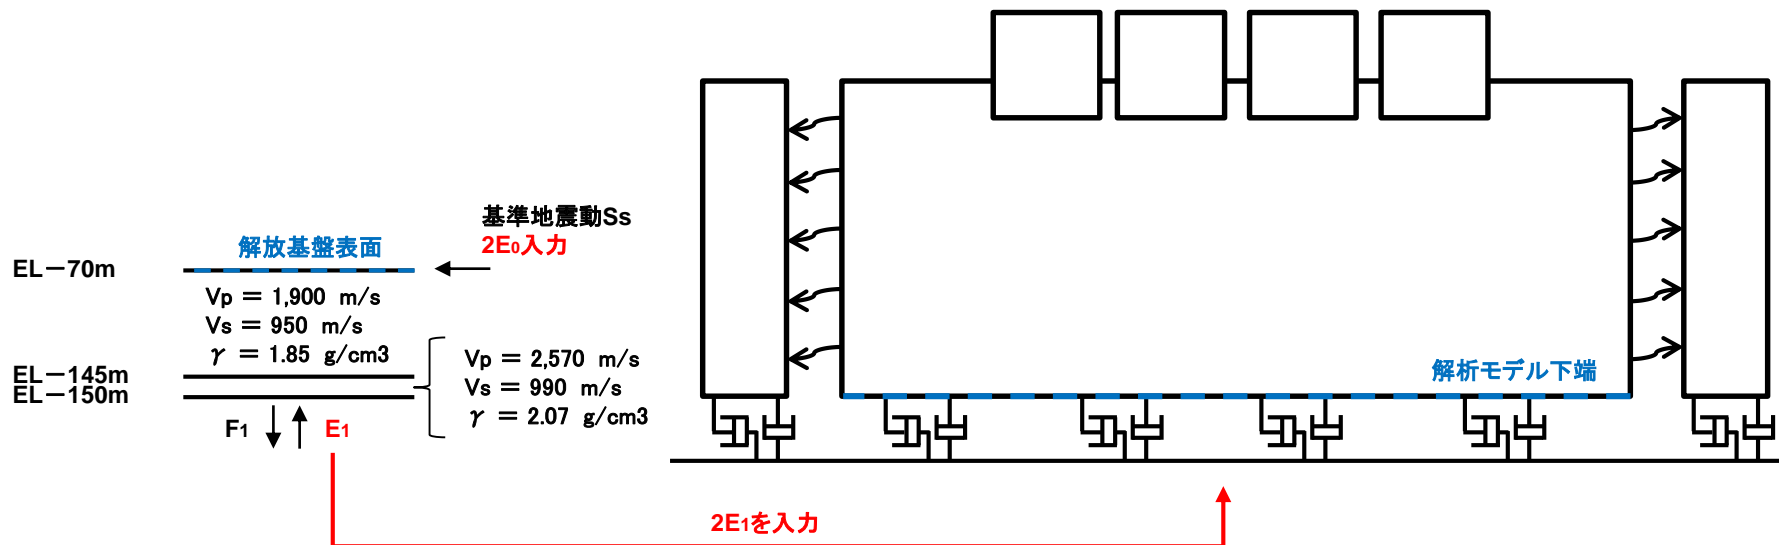 基準地震動Ss
2E₀入力
解放基盤表面
EL－70m
Vp ＝ 1,900 m/s
Vs ＝ 950 m/s
γ ＝ 1.85 g/cm3
EL－145m
EL－150m
Vp ＝ 2,570 m/s
Vs ＝ 990 m/s
γ ＝ 2.07 g/cm3
F₁
E₁
解析モデル下端
2E₁を入力